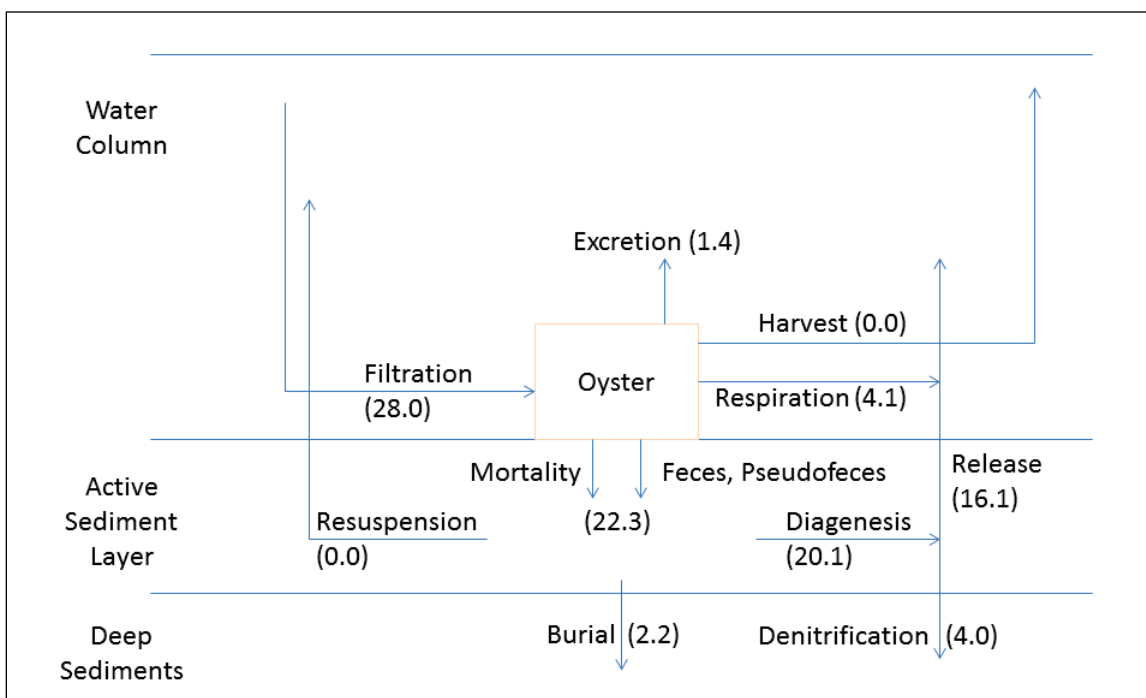 Water
Column
Excretion (1.4)
Harvest (0.0)
Filtration
(28.0)
Oyster
Respiration (4.1)
Active
Sediment
Layer
Mortality
Feces, Pseudofeces
Release
(16.1)
Resuspension
(0.0)
(22.3)
Diagenesis
(20.1)
Deep
Sediments
Burial (2.2)
Denitrification (4.0)